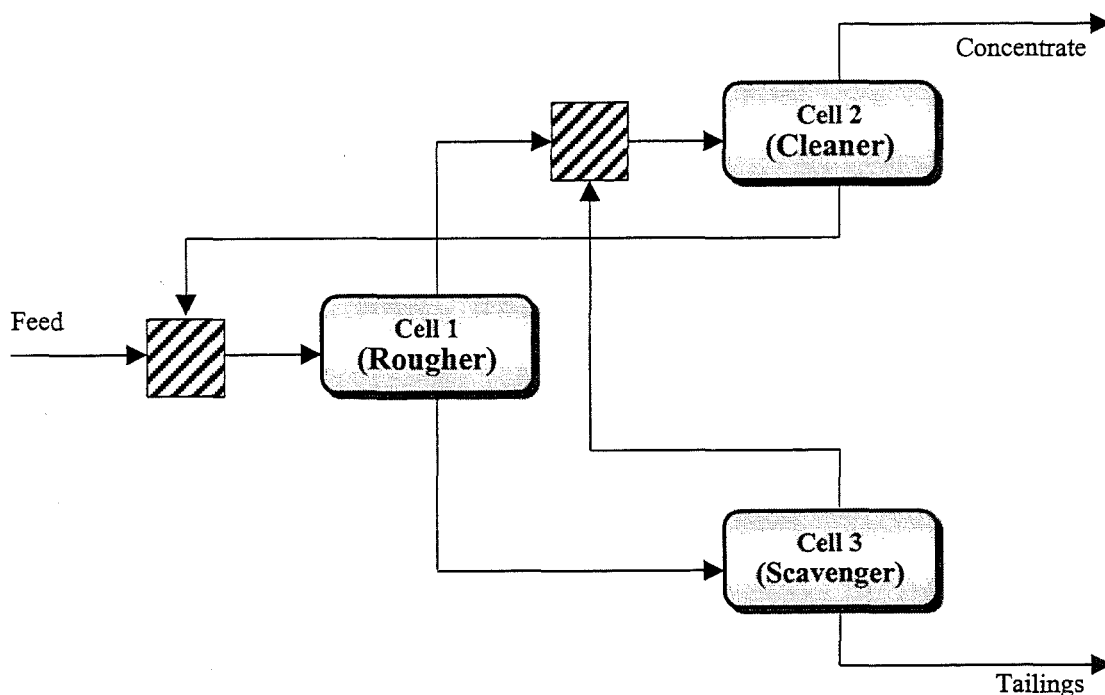 Concentrate
Cell 2
(Cleaner)
Feed
Cell 1
(Rougher)
Cell 3
(Scavenger)
Tailings